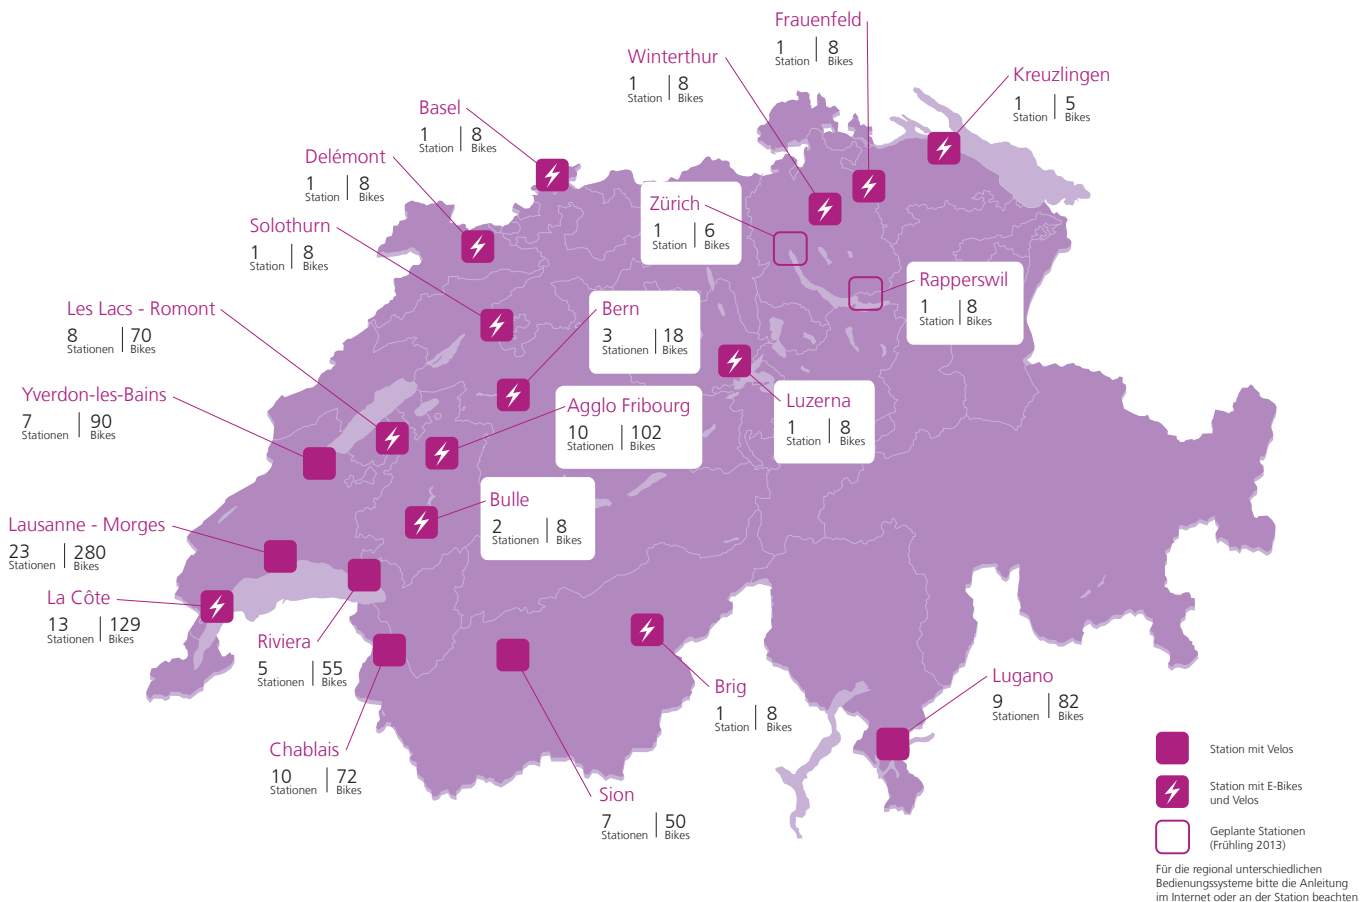 Frauenfeld
1 | 8
Station Bikes
Winterthur
1 | 8
Station Bikes
Kreuzlingen
1 | 5
Station Bikes
Basel
1 | 8
Station Bikes
Delémont
1 | 8
Station Bikes
Zürich
1 | 6
Station Bikes
Solothurn
1 | 8
Station Bikes
Rapperswil
1 | 8
Station Bikes
Les Lacs - Romont
8 | 70
Stationen Bikes
Bern
3 | 18
Stationen Bikes
Yverdon-les-Bains
7 | 90
Stationen Bikes
Agglo Fribourg
10 | 102
Stationen Bikes
Luzerna
1 | 8
Station Bikes
Bulle
2 | 8
Stationen Bikes
Lausanne - Morges
23 | 280
Stationen Bikes
La Côte
13 | 129
Stationen Bikes
Riviera
5 | 55
Stationen Bikes
Brig
1 | 8
Station Bikes
Lugano
9 | 82
Stationen Bikes
Chablais
10 | 72
Stationen Bikes
Sion
7 | 50
Stationen Bikes
Station mit Velos
Station mit E-Bikes
und Velos
Geplante Stationen
(Frühling 2013)
Für die regional unterschiedlichen
Bedienungssysteme bitte die Anleitung
im Internet oder an der Station beachten